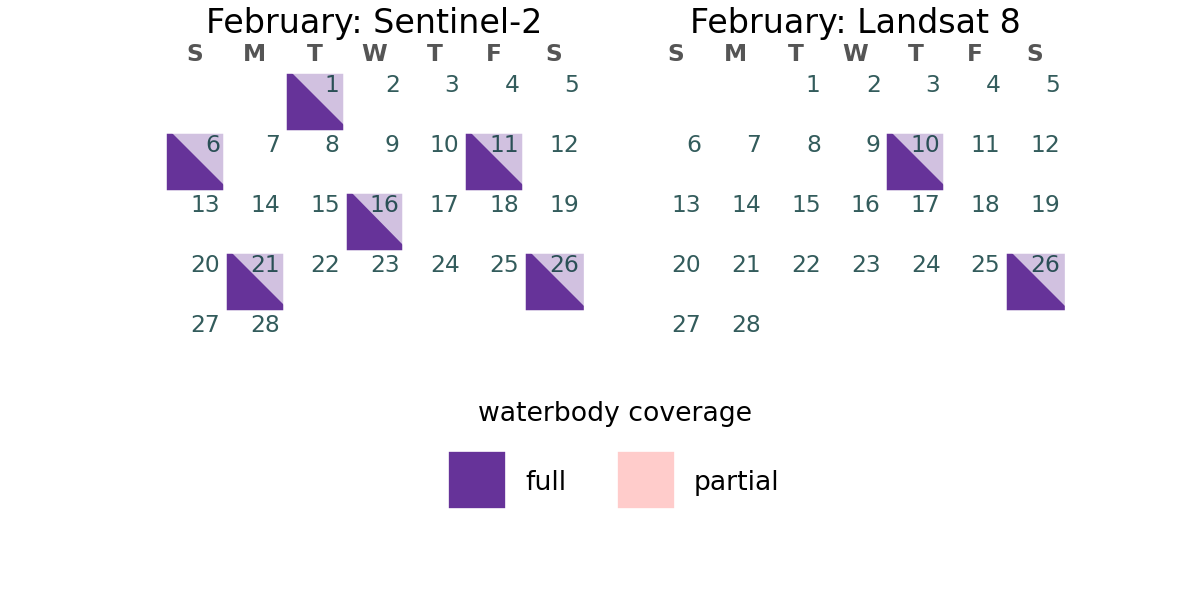 February: Sentinel-2
S M T W T F S
1 2 3 4 5
6 7 8 9 10 11 12
13 14 15 16 17 18 19
20 21 22 23 24 25 26
27 28
February: Landsat 8
S M T W T F S
1 2 3 4 5
6 7 8 9 10 11 12
13 14 15 16 17 18 19
20 21 22 23 24 25 26
27 28
waterbody coverage
full
partial